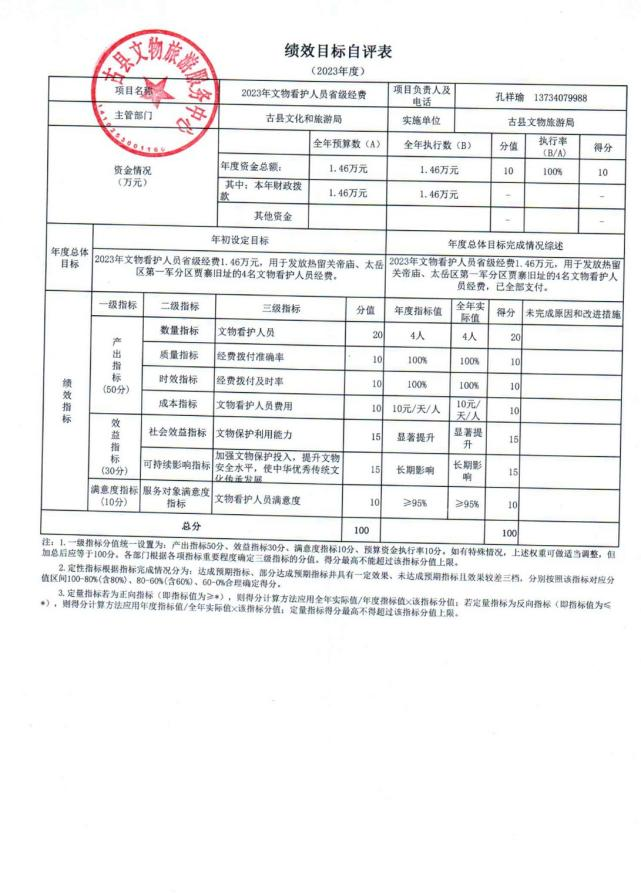 绩效目标自评表
（2023年度）
古县文物旅游服务中心
项目名称 2023年文物看护人员省级经费 项目负责人及电话 孔祥瑜 13734079988
主管部门 古县文化和旅游局 实施单位 古县文物旅游局
资金情况（万元） 全年预算数（A） 全年执行数（B） 分值 执行率（B/A） 得分
年度资金总额： 1.46万元 1.46万元 10 100% 10
其中：本年财政拨款 1.46万元 1.46万元 － －
其他资金 － －
年度总体目标 年初设定目标 年度总体目标完成情况综述
2023年文物看护人员省级经费1.46万元，用于发放热留关帝庙、太岳区第一军分区贾寨旧址的4名文物看护人员经费。 2023年文物看护人员省级经费1.46万元，用于发放热留关帝庙、太岳区第一军分区贾寨旧址的4名文物看护人员经费，已全部支付。
绩效指标 一级指标 二级指标 三级指标 分值 年度指标值 全年实际值 得分 未完成原因和改进措施
产出指标（50分） 数量指标 文物看护人员 20 4人 4人 20
质量指标 经费拨付准确率 10 100% 100% 10
时效指标 经费拨付及时率 10 100% 100% 10
成本指标 文物看护人员费用 10 10元/天/人 10元/天/人 10
效益指标（30分） 社会效益指标 文物保护利用能力 15 显著提升 显著提升 15
可持续影响指标 加强文物保护投入，提升文物安全水平，使中华优秀传统文化传承发展 15 长期影响 长期影响 15
满意度指标（10分） 服务对象满意度指标 文物看护人员满意度 10 ≥95% ≥95% 10
总分 100 100
注：1.一级指标分值统一设置为：产出指标50分、效益指标30分、满意度指标10分、预算资金执行率10分。如有特殊情况，上述权重可做适当调整，但
加总后应等于100分。各部门根据各项指标重要程度确定三级指标的分值。得分最高不能超过该指标分值上限。
2.定性指标根据指标完成情况分为：达成预期指标、部分达成预期指标并具有一定效果、未达成预期指标且效果较差三档，分别按照该指标对应分
值区间100-80%(含80%)、80-60%(含60%)、60-0%合理确定得分。
3.定量指标若为正向指标（即指标值为≥*），则得分计算方法应用全年实际值/年度指标值×该指标分值；若定量指标为反向指标（即指标值为≤
*），则得分计算方法应用年度指标值/全年实际值×该指标分值；定量指标得分最高不得超过该指标分值上限。